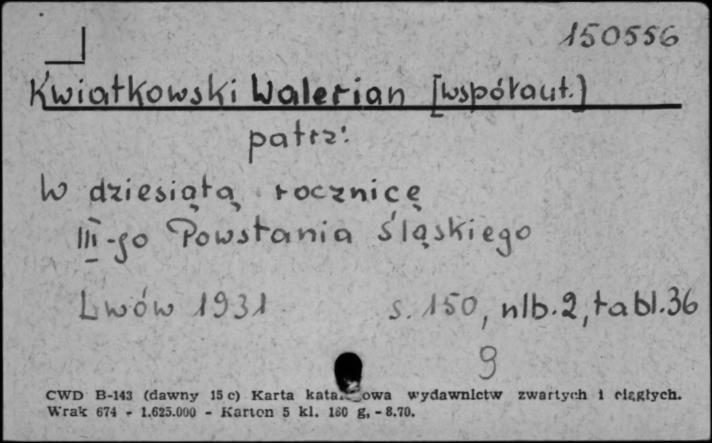 150556
Kwiatkowski Walerian [współaut.]
patrz:
W dziesiątą rocznicę
III-go Powstania Śląskiego
Lwów 1931 s. 150, nlb. 2, tabl. 36
9
CWD B-143 (dawny 15 c) Karta kata owa wydawnictw zwartych i ciągłych.
Wrak 674 - 1.625.000 - Karton 5 kl. 180 g, - 8.70.